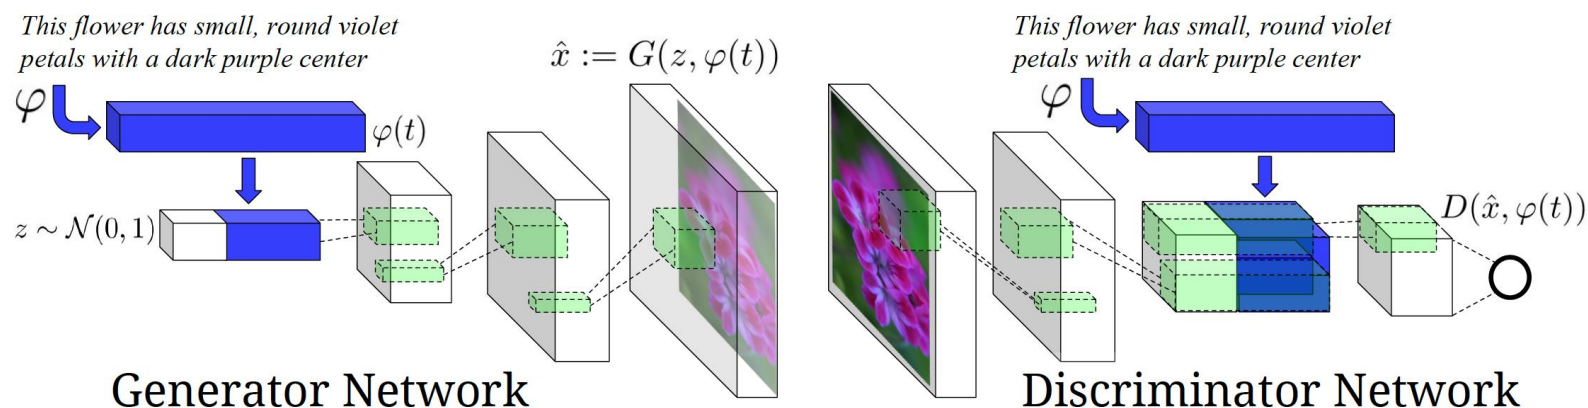 This flower has small, round violet
petals with a dark purple center
φ
φ(t)
z ∼ 𝒩(0, 1)
x̂ := G(z, φ(t))
Generator Network
This flower has small, round violet
petals with a dark purple center
φ
D(x̂, φ(t))
Discriminator Network